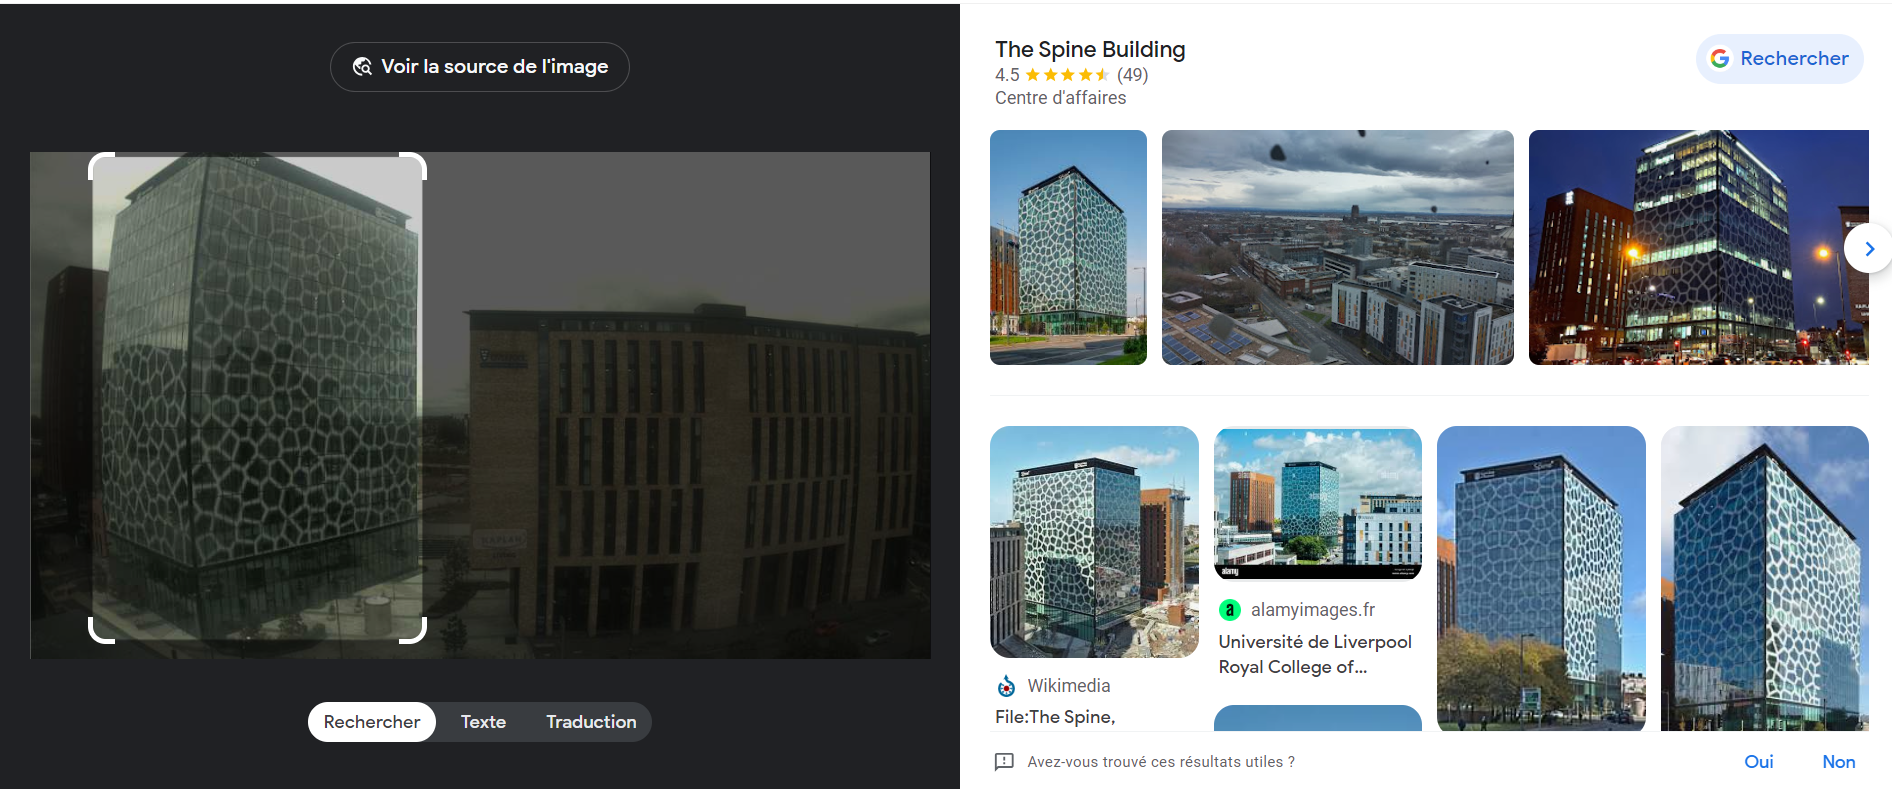 Voir la source de l'image
Rechercher
Texte
Traduction
The Spine Building
4.5 (49)
Centre d'affaires
Rechercher
alamy
alamyimages.fr
Université de Liverpool
Royal College of...
Wikimedia
File:The Spine,
Avez-vous trouvé ces résultats utiles ?
Oui
Non